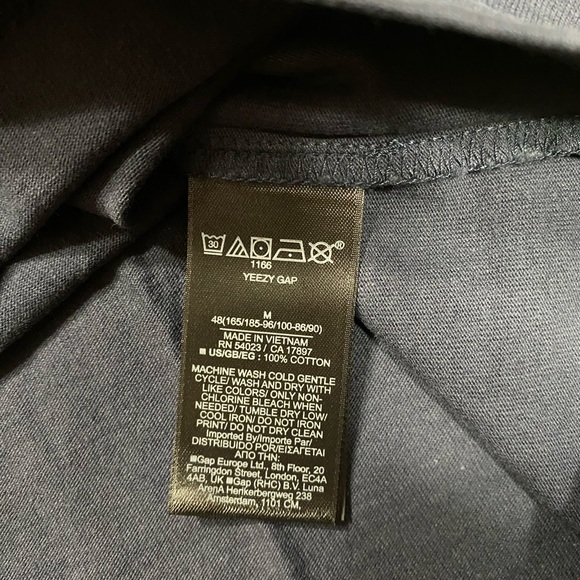 30 ®
1166
YEEZY GAP
M
48(165/185-96/100-86/90)
MADE IN VIETNAM
RN 54023 / CA 17897
■ US/GB/EG : 100% COTTON
MACHINE WASH COLD GENTLE
CYCLE/ WASH AND DRY WITH
LIKE COLORS/ ONLY NON-
CHLORINE BLEACH WHEN
NEEDED/ TUMBLE DRY LOW/
COOL IRON/ DO NOT IRON
PRINT/ DO NOT DRY CLEAN
Imported By/Importe Par/
DISTRIBUIDO POR/ΕΙΣΑΓΕΤΑΙ
ΑΠΟ ΤΗΝ:
■Gap Europe Ltd., 8th Floor, 20
Farringdon Street, London, EC4A
4AB, UK ■Gap (RHC) B.V. Luna
ArenA Henkerbergweg 238
Amsterdam, 1101 CM,